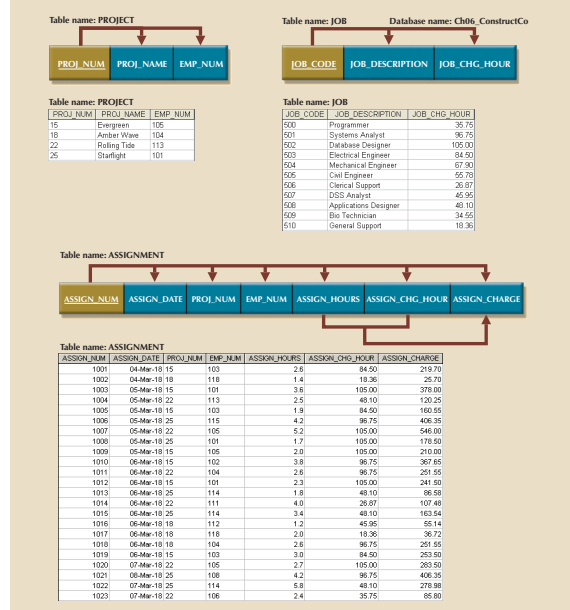 Table name: PROJECT
PROJ_NUM PROJ_NAME EMP_NUM
Table name: PROJECT
PROJ_NUM PROJ_NAME EMP_NUM
15 Evergreen 105
18 Amber Wave 104
22 Rolling Tide 113
25 Starflight 101
Table name: JOB Database name: Ch06_ConstructCo
JOB_CODE JOB_DESCRIPTION JOB_CHG_HOUR
Table name: JOB
JOB_CODE JOB_DESCRIPTION JOB_CHG_HOUR
500 Programmer 35.75
501 Systems Analyst 96.75
502 Database Designer 105.00
503 Electrical Engineer 84.50
504 Mechanical Engineer 67.90
505 Civil Engineer 55.78
506 Clerical Support 26.87
507 DSS Analyst 45.95
508 Applications Designer 48.10
509 Bio Technician 34.55
510 General Support 18.36
Table name: ASSIGNMENT
ASSIGN_NUM ASSIGN_DATE PROJ_NUM EMP_NUM ASSIGN_HOURS ASSIGN_CHG_HOUR ASSIGN_CHARGE
Table name: ASSIGNMENT
ASSIGN_NUM ASSIGN_DATE PROJ_NUM EMP_NUM ASSIGN_HOURS ASSIGN_CHG_HOUR ASSIGN_CHARGE
1001 04-Mar-18 15 103 2.6 84.50 219.70
1002 04-Mar-18 18 118 1.4 18.36 25.70
1003 05-Mar-18 15 101 3.6 105.00 378.00
1004 05-Mar-18 22 113 2.5 48.10 120.25
1005 05-Mar-18 15 103 1.9 84.50 160.55
1006 05-Mar-18 25 115 4.2 96.75 406.35
1007 05-Mar-18 22 105 5.2 105.00 546.00
1008 05-Mar-18 25 101 1.7 105.00 178.50
1009 05-Mar-18 15 105 2.0 105.00 210.00
1010 06-Mar-18 15 102 3.8 96.75 367.65
1011 06-Mar-18 22 104 2.6 96.75 251.55
1012 06-Mar-18 15 101 2.3 105.00 241.50
1013 06-Mar-18 25 114 1.8 48.10 86.58
1014 06-Mar-18 22 111 4.0 26.87 107.48
1015 06-Mar-18 25 114 3.4 48.10 163.54
1016 06-Mar-18 18 112 1.2 45.95 55.14
1017 06-Mar-18 18 118 2.0 18.36 36.72
1018 06-Mar-18 18 104 2.6 96.75 251.55
1019 06-Mar-18 15 103 3.0 84.50 253.50
1020 07-Mar-18 22 105 2.7 105.00 283.50
1021 08-Mar-18 25 108 4.2 96.75 406.35
1022 07-Mar-18 25 114 5.8 48.10 278.98
1023 07-Mar-18 22 106 2.4 35.75 85.80